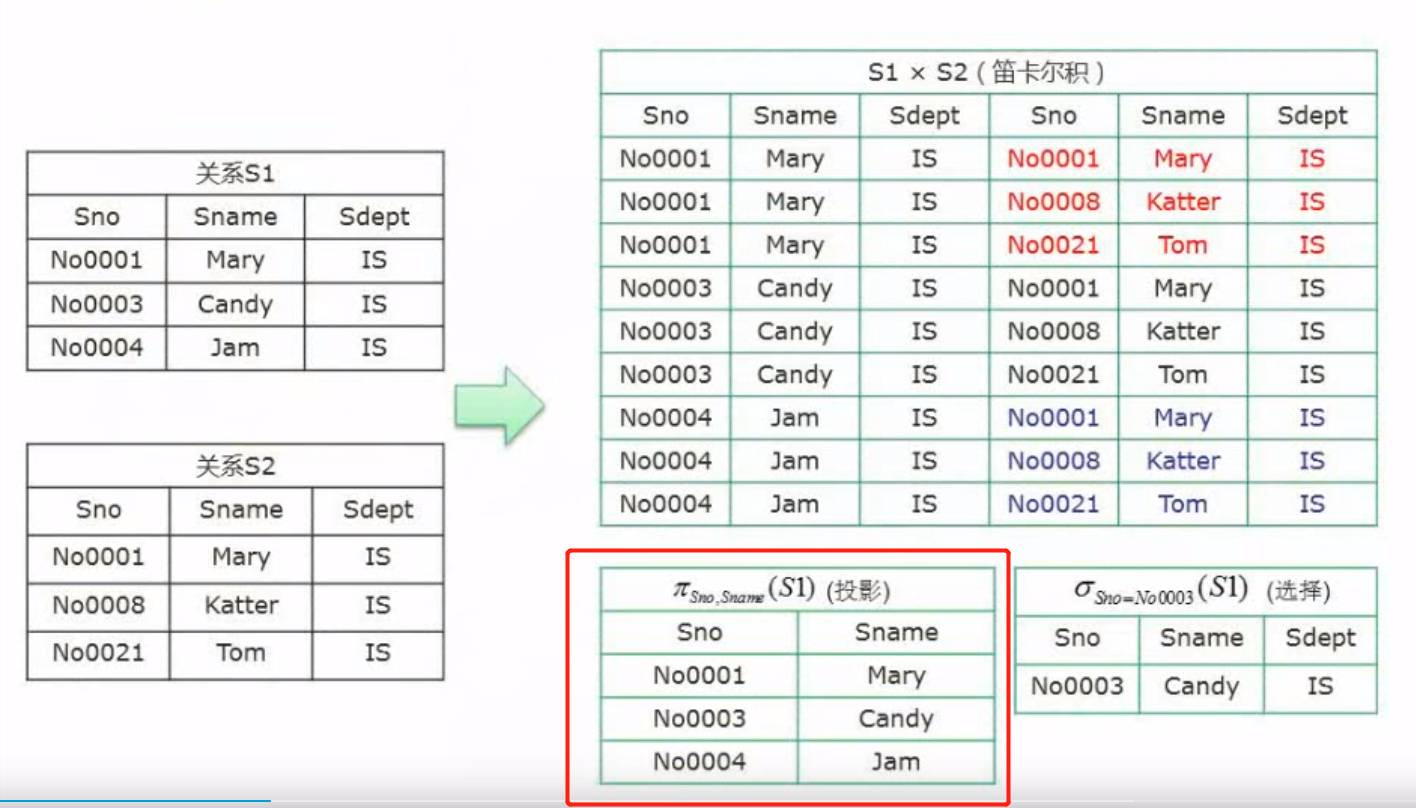 关系S1
Sno Sname Sdept
No0001 Mary IS
No0003 Candy IS
No0004 Jam IS
关系S2
Sno Sname Sdept
No0001 Mary IS
No0008 Katter IS
No0021 Tom IS
S1 × S2 ( 笛卡尔积 )
Sno Sname Sdept Sno Sname Sdept
No0001 Mary IS No0001 Mary IS
No0001 Mary IS No0008 Katter IS
No0001 Mary IS No0021 Tom IS
No0003 Candy IS No0001 Mary IS
No0003 Candy IS No0008 Katter IS
No0003 Candy IS No0021 Tom IS
No0004 Jam IS No0001 Mary IS
No0004 Jam IS No0008 Katter IS
No0004 Jam IS No0021 Tom IS
π Sno,Sname (S1) (投影)
Sno Sname
No0001 Mary
No0003 Candy
No0004 Jam
σ Sno=No0003 (S1) (选择)
Sno Sname Sdept
No0003 Candy IS